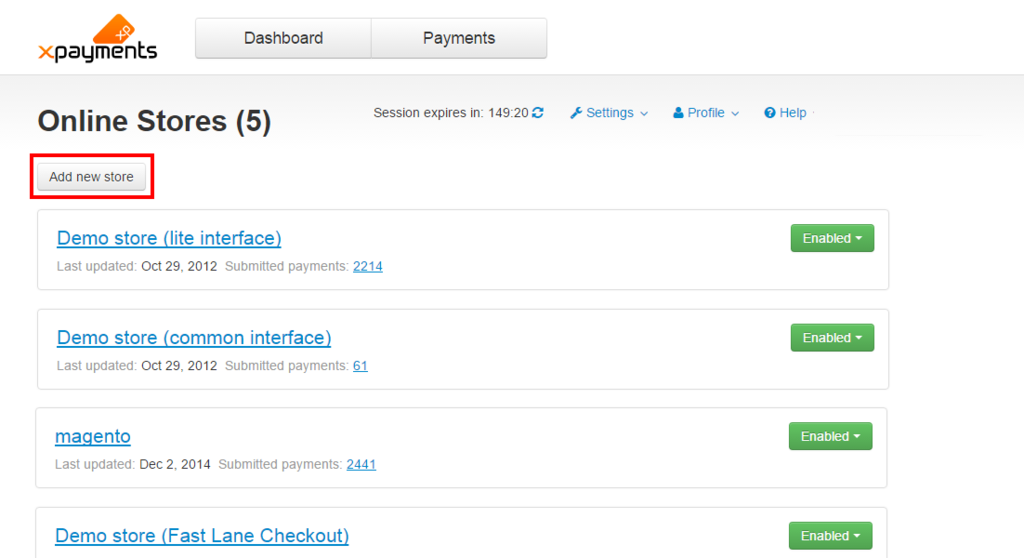 xp
xpayments
Dashboard
Payments
Online Stores (5)
Session expires in: 149:20
Settings
Profile
Help
Add new store
Demo store (lite interface)
Enabled
Last updated: Oct 29, 2012 Submitted payments: 2214
Demo store (common interface)
Enabled
Last updated: Oct 29, 2012 Submitted payments: 61
magento
Enabled
Last updated: Dec 2, 2014 Submitted payments: 2441
Demo store (Fast Lane Checkout)
Enabled